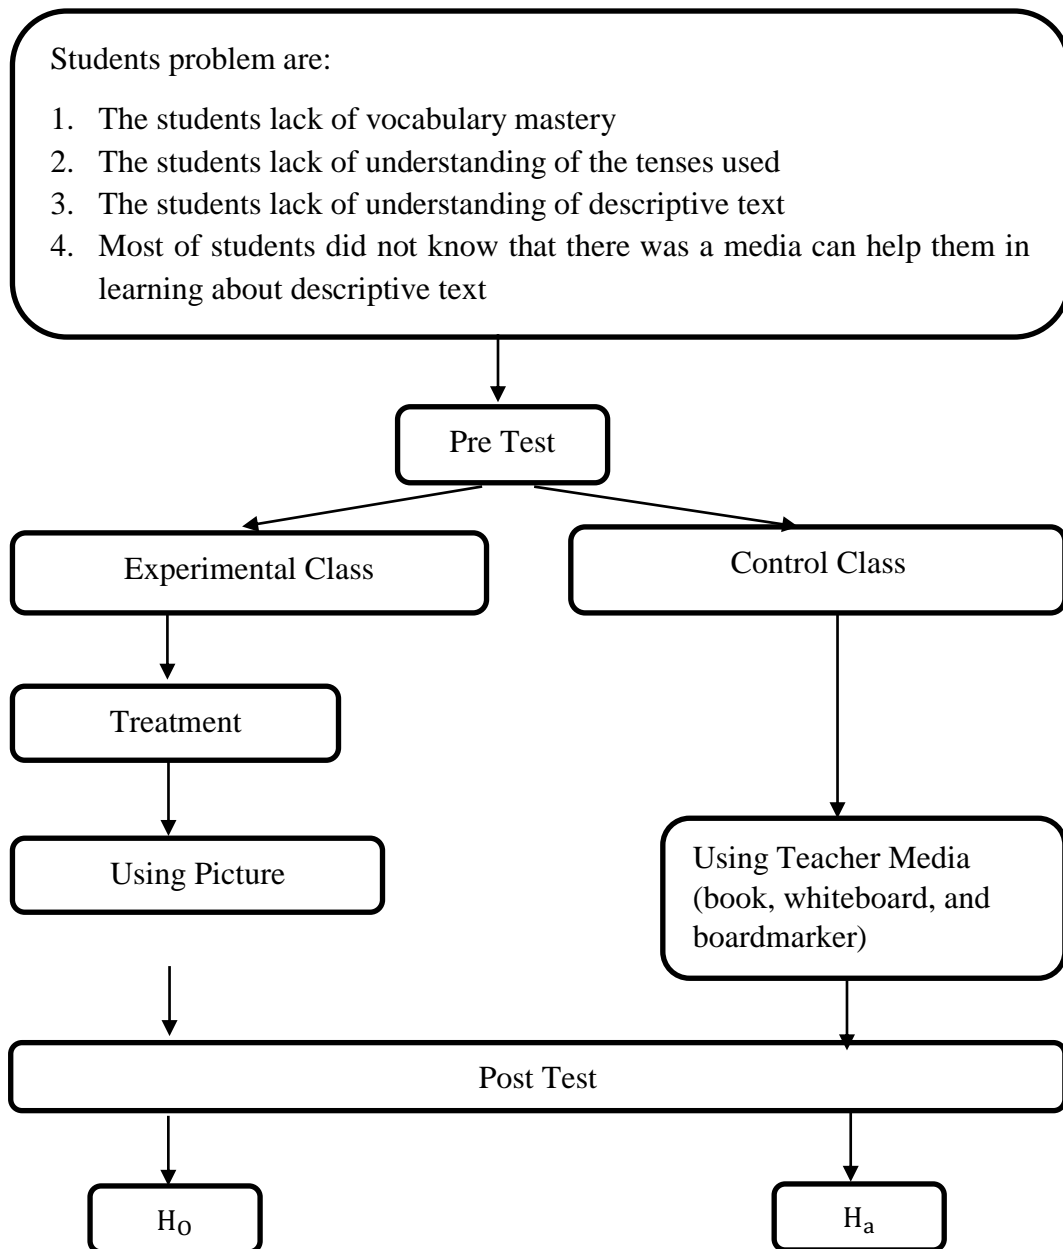 Students problem are:
1. The students lack of vocabulary mastery
2. The students lack of understanding of the tenses used
3. The students lack of understanding of descriptive text
4. Most of students did not know that there was a media can help them in
learning about descriptive text
Pre Test
Experimental Class
Control Class
Treatment
Using Picture
Using Teacher Media
(book, whiteboard, and
boardmarker)
Post Test
H₀
Hₐ